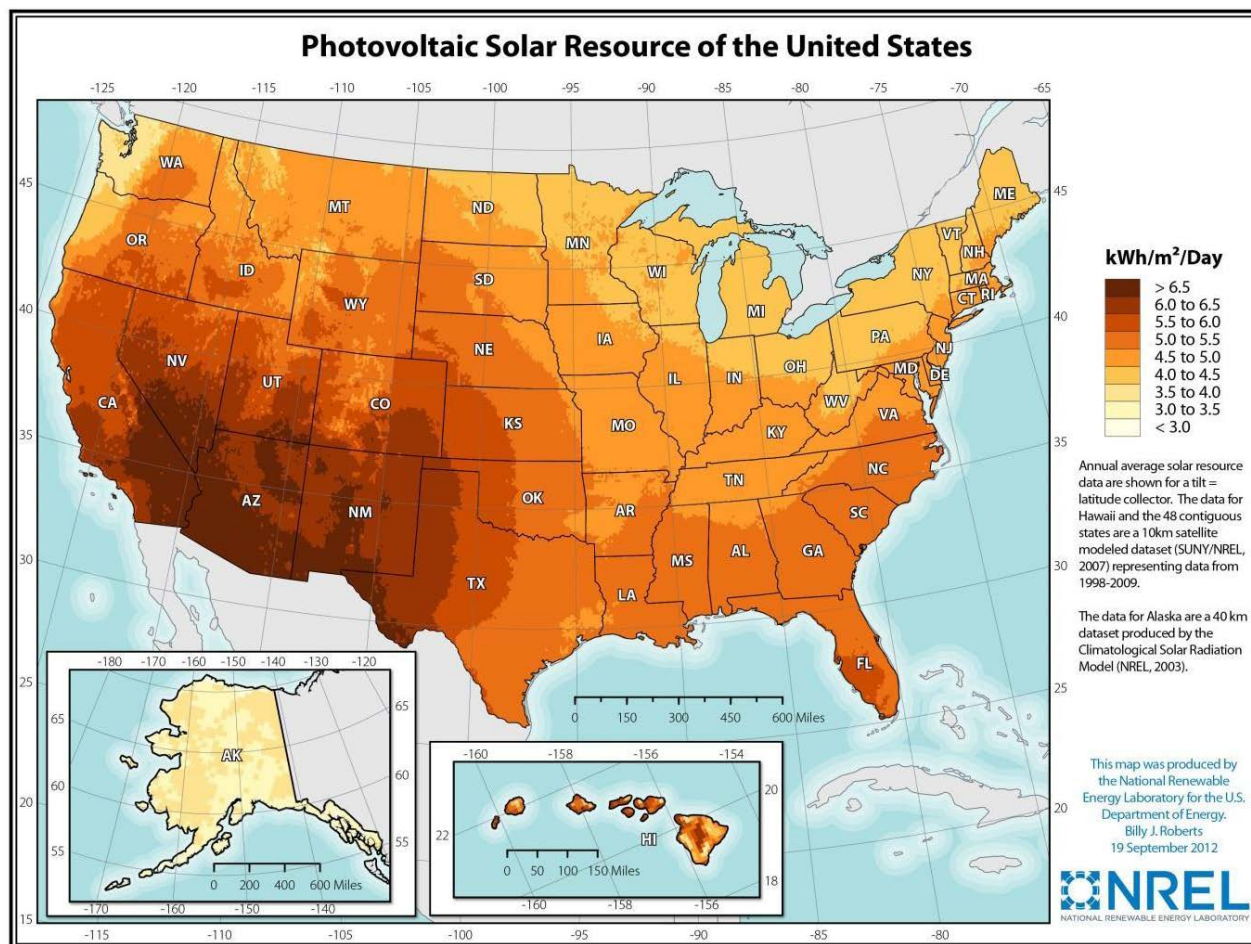 Photovoltaic Solar Resource of the United States
-125 -120 -115 -110 -105 -100 -95 -90 -85 -80 -75 -70 -65
45
40
35
30
25
20
15
45
40
35
30
25
20
-115 -110 -105 -100 -95 -90 -85 -80
WA
MT
ND
MN
ME
VT
NH
OR
ID
WY
SD
WI
MI
NY
MA
CT RI
NV
UT
CO
NE
IA
IL
IN
OH
PA
NJ
MD
DE
CA
KS
MO
WV
VA
KY
AZ
NM
OK
AR
TN
NC
SC
TX
LA
MS
AL
GA
FL
0 150 300 450 600 Miles
-180 -170 -160 -150 -140 -130 -120
65
60
55
65
60
55
AK
0 200 400 600 Miles
-170 -160 -150 -140
-160 -158 -156 -154
22
20
18
HI
0 50 100 150 Miles
-160 -158 -156
kWh/m²/Day
> 6.5
6.0 to 6.5
5.5 to 6.0
5.0 to 5.5
4.5 to 5.0
4.0 to 4.5
3.5 to 4.0
3.0 to 3.5
< 3.0
Annual average solar resource
data are shown for a tilt =
latitude collector. The data for
Hawaii and the 48 contiguous
states are a 10km satellite
modeled dataset (SUNY/NREL,
2007) representing data from
1998-2009.
The data for Alaska are a 40 km
dataset produced by the
Climatological Solar Radiation
Model (NREL, 2003).
This map was produced by
the National Renewable
Energy Laboratory for the U.S.
Department of Energy.
Billy J. Roberts
19 September 2012
NREL
NATIONAL RENEWABLE ENERGY LABORATORY